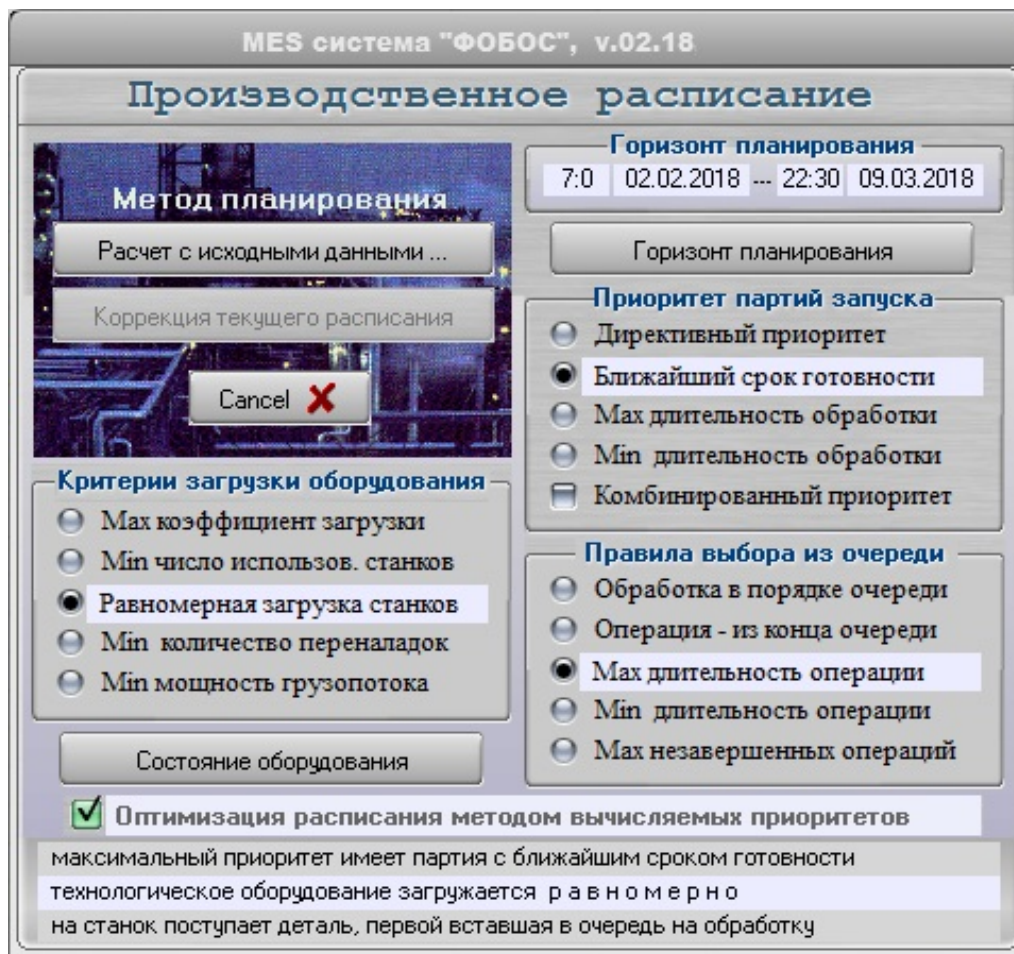 MES система "ФОБОС", v.02.18
Производственное расписание
Метод планирования
Расчет с исходными данными ...
Коррекция текущего расписания
Cancel
Горизонт планирования
7:0 02.02.2018 --- 22:30 09.03.2018
Горизонт планирования
Приоритет партий запуска
Директивный приоритет
Ближайший срок готовности
Max длительность обработки
Min длительность обработки
Комбинированный приоритет
Критерии загрузки оборудования
Max коэффициент загрузки
Min число использов. станков
Равномерная загрузка станков
Min количество переналадок
Min мощность грузопотока
Правила выбора из очереди
Обработка в порядке очереди
Операция - из конца очереди
Max длительность операции
Min длительность операции
Max незавершенных операций
Состояние оборудования
Оптимизация расписания методом вычисляемых приоритетов
максимальный приоритет имеет партия с ближайшим сроком готовности
технологическое оборудование загружается р а в н о м е р н о
на станок поступает деталь, первой вставшая в очередь на обработку